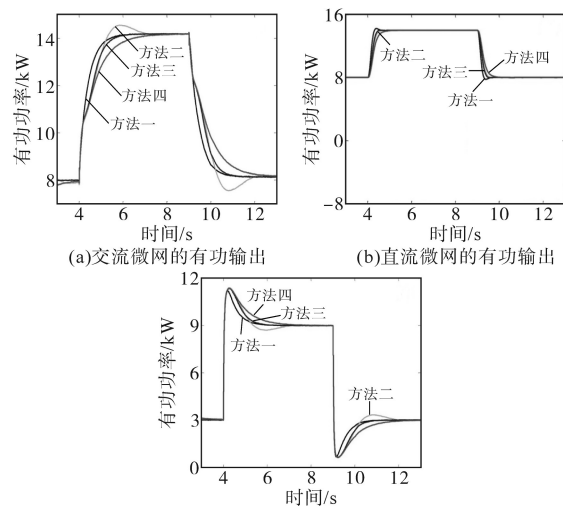 有功功率/kW
14
12
10
8
方法二
方法三
方法四
方法一
4
6
8
10
12
时间/s
(a)交流微网的有功输出
有功功率/kW
16
8
0
-8
方法二
方法四
方法三
方法一
4
6
8
10
12
时间/s
(b)直流微网的有功输出
有功功率/kW
12
9
6
3
0
方法四
方法三
方法一
方法二
4
6
8
10
12
时间/s